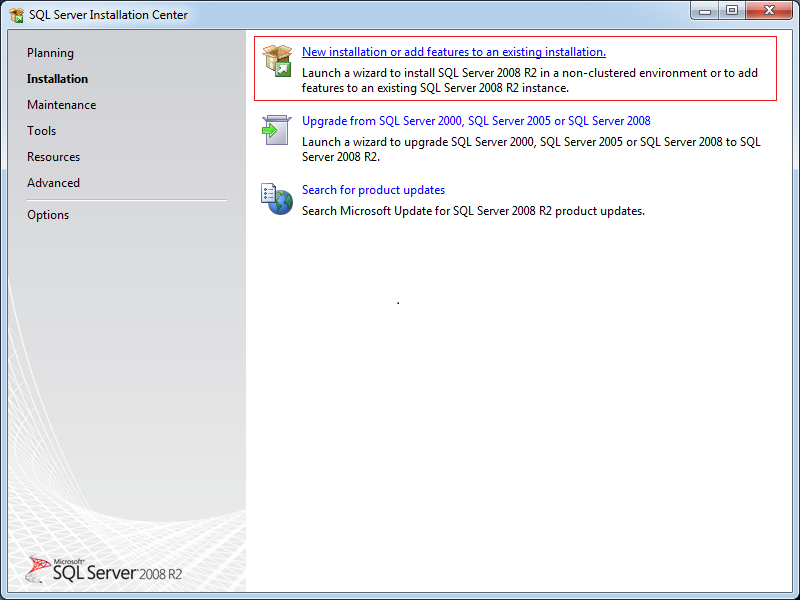 SQL Server Installation Center
Planning
Installation
Maintenance
Tools
Resources
Advanced
Options
New installation or add features to an existing installation.
Launch a wizard to install SQL Server 2008 R2 in a non-clustered environment or to add
features to an existing SQL Server 2008 R2 instance.
Upgrade from SQL Server 2000, SQL Server 2005 or SQL Server 2008
Launch a wizard to upgrade SQL Server 2000, SQL Server 2005 or SQL Server 2008 to SQL
Server 2008 R2.
Search for product updates
Search Microsoft Update for SQL Server 2008 R2 product updates.
.
Microsoft®
SQL Server 2008 R2